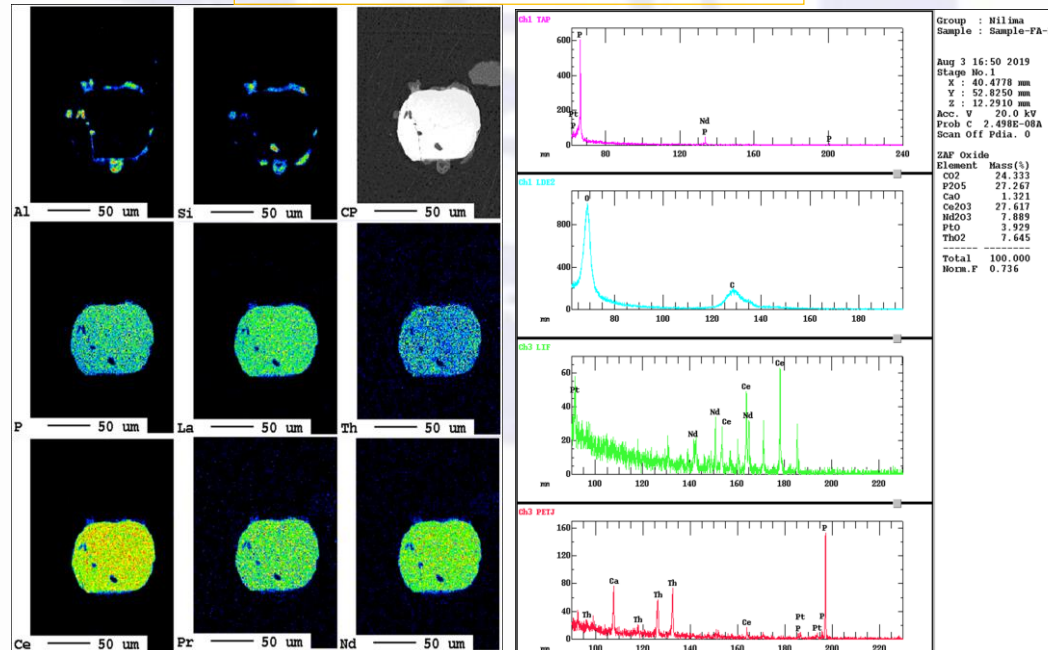 Al 50 um Si 50 um CP 50 um
P 50 um La 50 um Th 50 um
Ce 50 um Pr 50 um Nd 50 um
Ch1 TAP
600
400
200
0
P
Pt
P
Nd
P
P
mm 80 120 160 200 240
Ch1 LDE2
800
400
0
O
C
mm 80 100 120 140 160 180
Ch3 LIF
60
40
20
0
Pt
Nd
Nd
Ce
Ce
Nd
Ce
mm 100 120 140 160 180 200 220
Ch3 PETJ
160
120
80
40
0
Th
Ca
Th
Th
Th
Ce
Pt
P
Pt
P
P
mm 100 120 140 160 180 200 220
Group : Nilima
Sample : Sample-FA-
Aug 3 16:50 2019
Stage No.1
X : 40.4778 mm
Y : 52.8250 mm
Z : 12.2910 mm
Acc. V 20.0 kV
Prob C 2.498E-08A
Scan Off Pdia. 0
ZAF Oxide
Element Mass(%)
CO2 24.333
P2O5 27.267
CaO 1.321
Ce2O3 27.617
Nd2O3 7.889
PtO 3.929
ThO2 7.645
------ --------
Total 100.000
Norm.F 0.736